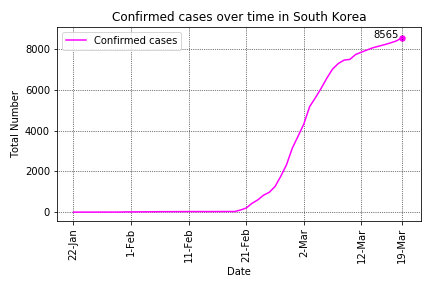 Confirmed cases over time in South Korea
Confirmed cases
8565
Total Number
8000
6000
4000
2000
0
22-Jan
1-Feb
11-Feb
21-Feb
2-Mar
12-Mar
19-Mar
Date